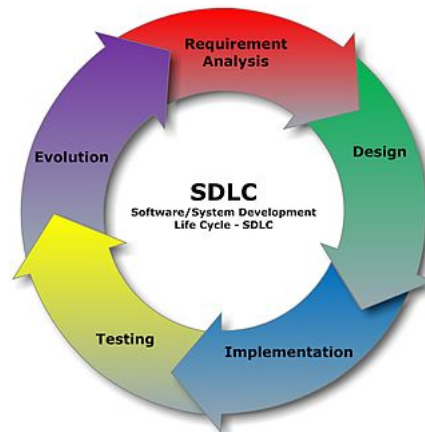 Requirement
Analysis
Design
Evolution
SDLC
Software/System Development
Life Cycle - SDLC
Testing
Implementation